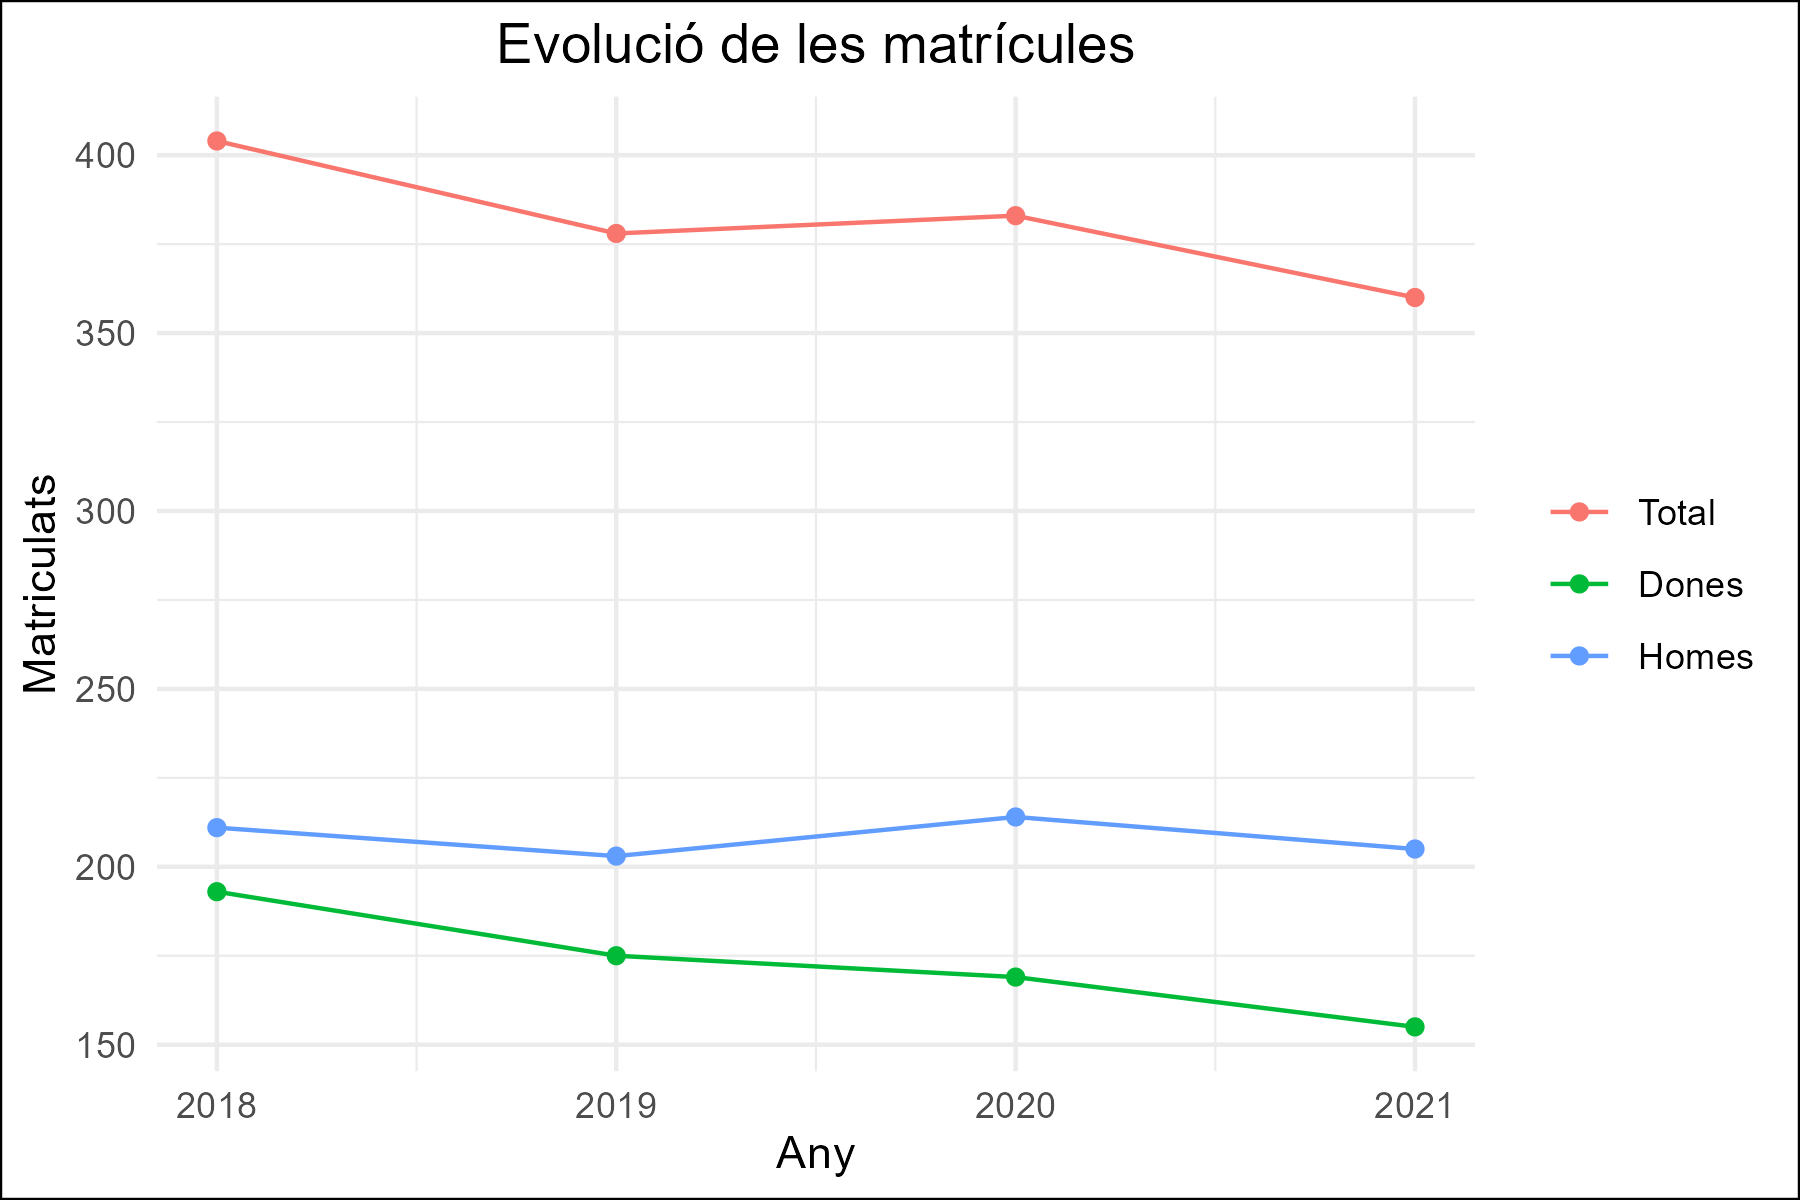 Evolució de les matrícules
Matriculats
400
350
300
250
200
150
2018
2019
2020
2021
Any
Total
Dones
Homes